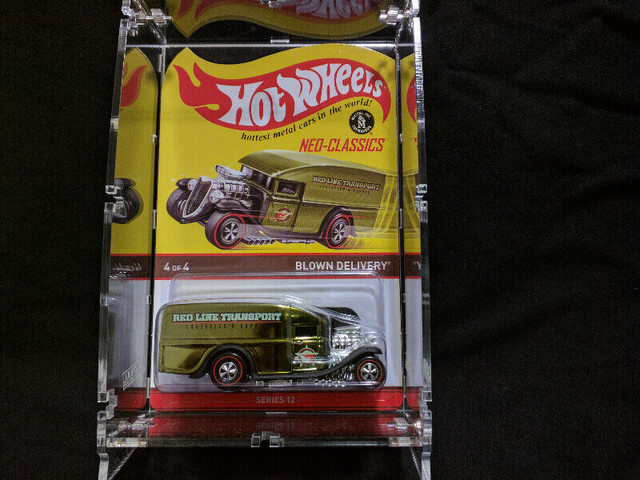 HOT WHEELS
hottest metal cars in the world!
NEO-CLASSICS
RED LINE TRANSPORT
4 OF 4
BLOWN DELIVERY
RED LINE TRANSPORT
SERIES 12